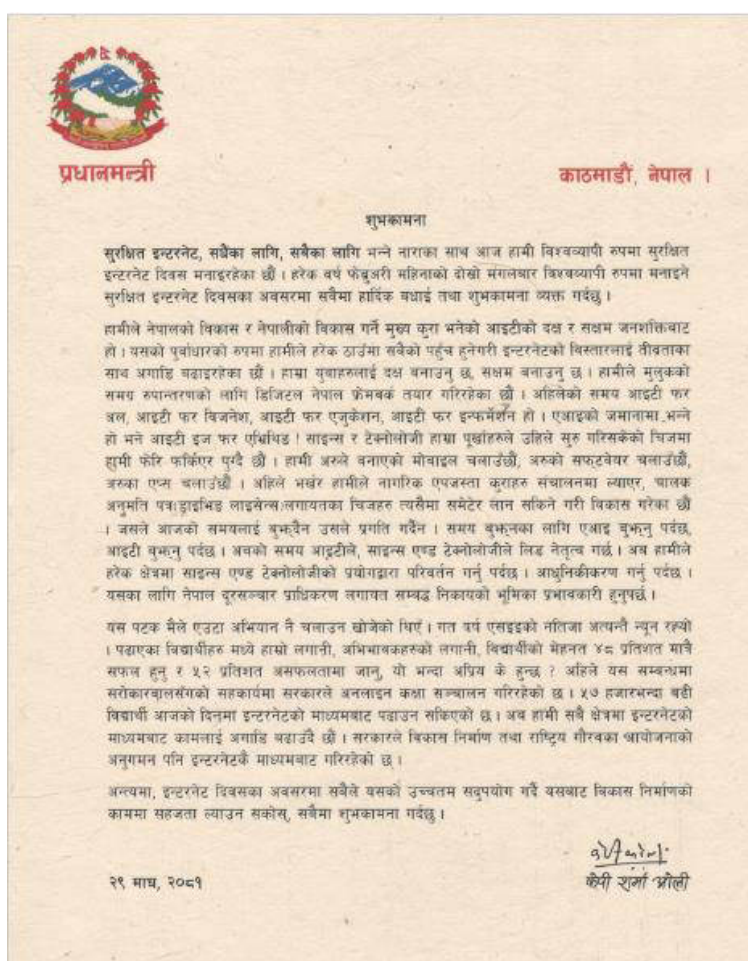 प्रधानमन्त्री
काठमाडौं, नेपाल ।
शुभकामना
सुरक्षित इन्टरनेट, सधैंका लागि, सबैका लागि भन्ने नाराका साथ आज हामी विश्वव्यापी रुपमा सुरक्षित
इन्टरनेट दिवस मनाइरहेका छौं । हरेक वर्ष फेब्रुअरी महिनाको दोस्रो मंगलबार विश्वव्यापी रुपमा मनाइने
सुरक्षित इन्टरनेट दिवसका अवसरमा सबैमा हार्दिक बधाई तथा शुभकामना व्यक्त गर्दछु ।
हामीले नेपालको विकास र नेपालीको विकास गर्ने मुख्य कुरा भनेको आइटीको दक्ष र सक्षम जनशक्तिबाट
हो । यसको पूर्वाधारको रुपमा हामीले हरेक ठाउँमा सबैको पहुँच हुनेगरी इन्टरनेटको विस्तारलाई तीव्रताका
साथ अगाडि बढाइरहेका छौं । हाम्रा युवाहरुलाई दक्ष बनाउनु छ, सक्षम बनाउनु छ । हामीले मुलुकको
समग्र रुपान्तरणको लागि डिजिटल नेपाल फ्रेमवर्क तयार गरिरहेका छौं । अहिलेको समय आइटी फर
अल, आइटी फर विजनेश, आइटी फर एजुकेशन, आइटी फर इन्फर्मेशन हो । एआइको जमानामा भन्ने
हो भने आइटी इज फर एभ्रिथिङ ! साइन्स र टेक्नोलोजी हाम्रा पूर्खाहरुले उहिले सुरु गरिसकेको चिजमा
हामी फेरि फर्किएर पुग्दै छौं । हामी अरुले बनाएको मोबाइल चलाउँछौं, अरुको सफ्टवेयर चलाउँछौं,
अरुका एप्स चलाउँछौं । अहिले भर्खर हामीले नागरिक एपजस्ता कुराहरु संचालनमा ल्याएर, चालक
अनुमति पत्र(ड्राइभिङ लाइसेन्स)लगायतका चिजहरु त्यसैमा समेटेर लान सकिने गरी विकास गरेका छौं
। जसले आजको समयलाई बुझ्दैन उसले प्रगति गर्दैन । समय बुझ्नका लागि एआइ बुझ्नु पर्दछ,
आइटी बुझ्नु पर्दछ । अबको समय आइटीले, साइन्स एण्ड टेक्नोलोजीले लिड नेतृत्व गर्छ । अब हामीले
हरेक क्षेत्रमा साइन्स एण्ड टेक्नोलोजीको प्रयोगद्वारा परिवर्तन गर्नु पर्दछ । आधुनिकीकरण गर्नु पर्दछ ।
यसका लागि नेपाल दूरसञ्चार प्राधिकरण लगायत सम्बद्ध निकायको भूमिका प्रभावकारी हुनुपर्छ ।
यस पटक मैले एउटा अभियान नै चलाउन खोजेको थिएँ । गत वर्ष एसइइको नतिजा अत्यन्तै न्यून रह्यो
। पढाएका विद्यार्थीहरु मध्ये हाम्रो लगानी, अभिभावकहरुको लगानी, विद्यार्थीको मेहनत ४८ प्रतिशत मात्रै
सफल हुनु र ५२ प्रतिशत असफलतामा जानु, यो भन्दा अप्रिय के हुन्छ ? अहिले यस सम्बन्धमा
सरोकारवालासँगको सहकार्यमा सरकारले अनलाइन कक्षा सञ्चालन गरिरहेको छ । ५७ हजारभन्दा बढी
विद्यार्थी आजको दिनमा इन्टरनेटको माध्यमबाट पढाउन सकिएको छ । अब हामी सबै क्षेत्रमा इन्टरनेटको
माध्यमबाट कामलाई अगाडि बढाउँदै छौं । सरकारले विकास निर्माण तथा राष्ट्रिय गौरवका आयोजनाको
अनुगमन पनि इन्टरनेटकै माध्यमबाट गरिरहेको छ ।
अन्त्यमा, इन्टरनेट दिवसका अवसरमा सबैले यसको उच्चतम सदुपयोग गर्दै यसबाट विकास निर्माणको
काममा सहजता ल्याउन सकोस्, सबैमा शुभकामना गर्दछु ।
२९ माघ, २०८१
केपी शर्मा ओली